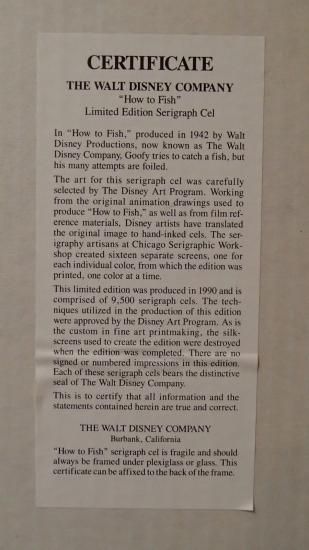 CERTIFICATE
THE WALT DISNEY COMPANY
“How to Fish”
Limited Edition Serigraph Cel
In “How to Fish,” produced in 1942 by Walt
Disney Productions, now known as The Walt
Disney Company, Goofy tries to catch a fish, but
his many attempts are foiled.
The art for this serigraph cel was carefully
selected by The Disney Art Program. Working
from the original animation drawings used to
produce “How to Fish,” as well as from film ref-
erence materials, Disney artists have translated
the original image to hand-inked cels. The ser-
igraphy artisans at Chicago Serigraphic Work-
shop created sixteen separate screens, one for
each individual color, from which the edition was
printed, one color at a time.
This limited edition was produced in 1990 and is
comprised of 9,500 serigraph cels. The tech-
niques utilized in the production of this edition
were approved by the Disney Art Program. As is
the custom in fine art printmaking, the silk-
screens used to create the edition were destroyed
when the edition was completed. There are no
signed or numbered impressions in this edition.
Each of these serigraph cels bears the distinctive
seal of The Walt Disney Company.
This is to certify that all information and the
statements contained herein are true and correct.
THE WALT DISNEY COMPANY
Burbank, California
“How to Fish” serigraph cel is fragile and should
always be framed under plexiglass or glass. This
certificate can be affixed to the back of the frame.